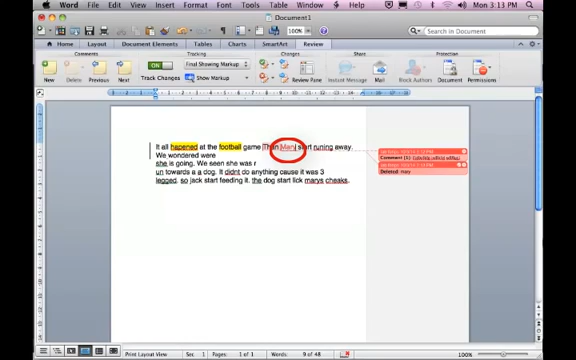 Word File Edit View Insert Format Font Tools Table Window Help 3:13 PM
Document1
100% Search in Document
Home Layout Document Elements Tables Charts SmartArt Review
Comments Tracking Changes Share Protection
New Delete Previous Next ON Final Showing Markup Review Pane Instant Message Mail Block Authors Document Permissions
Track Changes Show Markup
It all hapened at the football game Than Mari start runing away.
We wondered were
she is going. We seen she was r
un towards a a dog. It didnt do anything cause it was 3
legged. so jack start feeding it. the dog start lick marys cheaks.
Deleted: mary
Print Layout View Sec 1 Pages: 1 of 1 Words: 9 of 48 100%